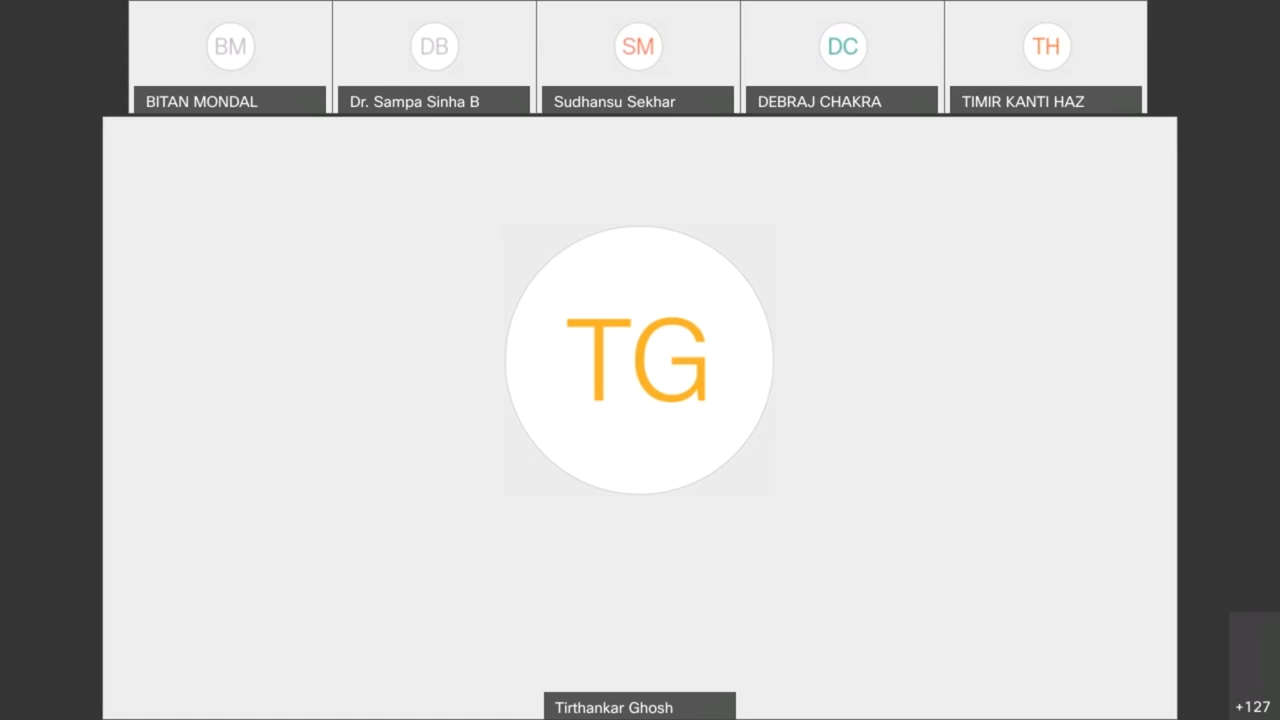 BM
DB
SM
DC
TH
BITAN MONDAL
Dr. Sampa Sinha B
Sudhansu Sekhar
DEBRAJ CHAKRA
TIMIR KANTI HAZ
TG
Tirthankar Ghosh
+127